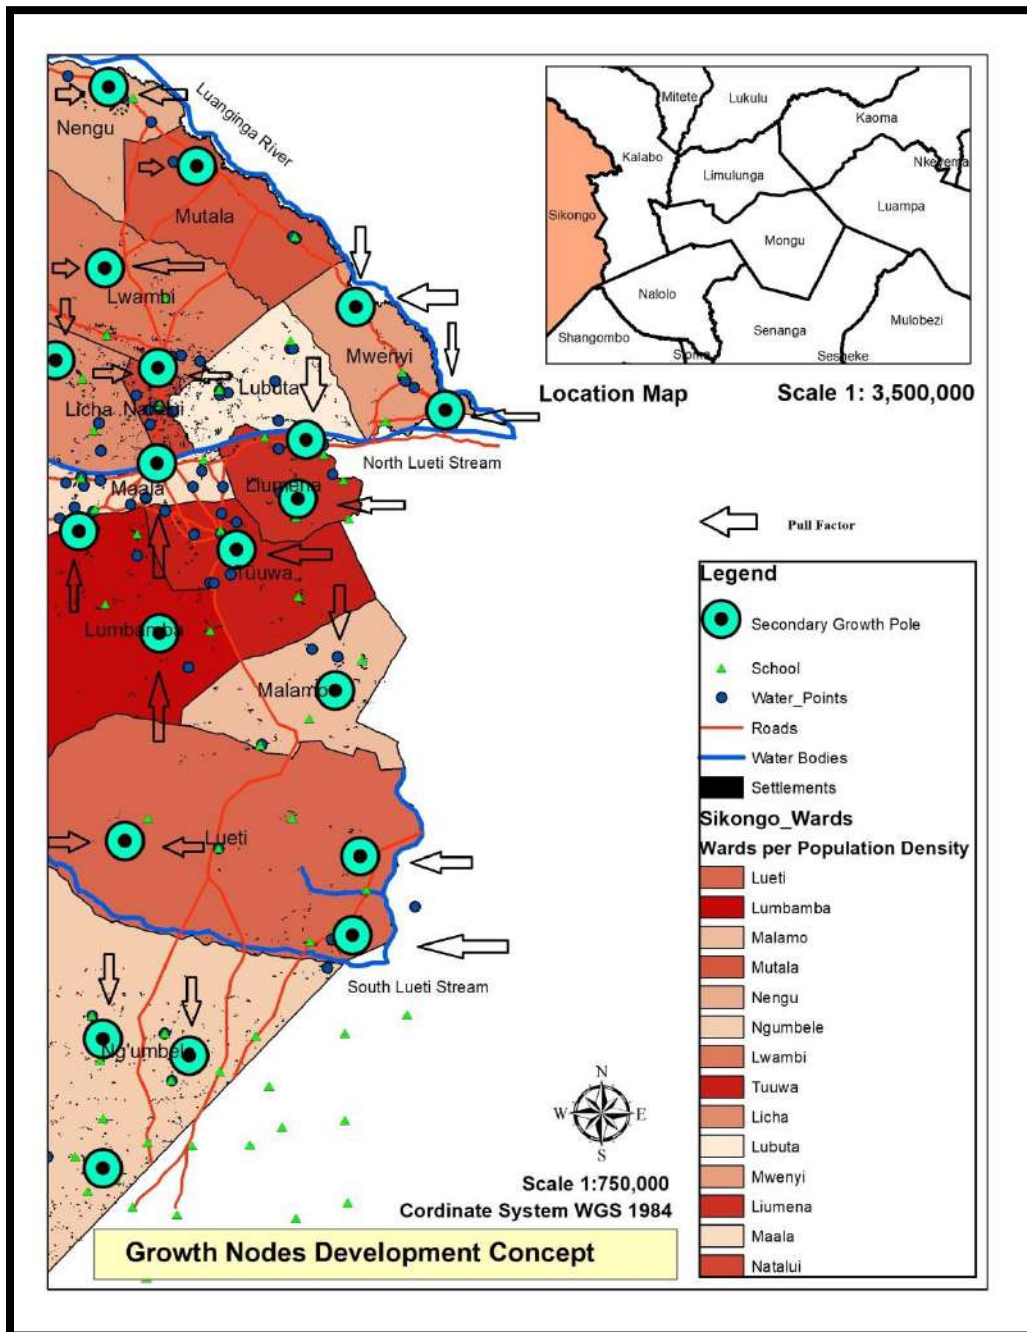 Nengu
Luanginga River
Mutala
Lwambi
Mwenyi
Lubuta
Licha
Natalui
North Lueti Stream
Maala
Liumena
Tuuwa
Lumbamba
Malamo
Lueti
South Lueti Stream
Ng'umbele
Mitete
Lukulu
Kaoma
Kalabo
Nkeyema
Limulunga
Luampa
Sikongo
Mongu
Nalolo
Mulobezi
Shangombo
Senanga
Sioma
Sesheke
Location Map Scale 1: 3,500,000
Pull Factor
Legend
Secondary Growth Pole
School
Water_Points
Roads
Water Bodies
Settlements
Sikongo_Wards
Wards per Population Density
Lueti
Lumbamba
Malamo
Mutala
Nengu
Ngumbele
Lwambi
Tuuwa
Licha
Lubuta
Mwenyi
Liumena
Maala
Natalui
N
W E
S
Scale 1:750,000
Cordinate System WGS 1984
Growth Nodes Development Concept